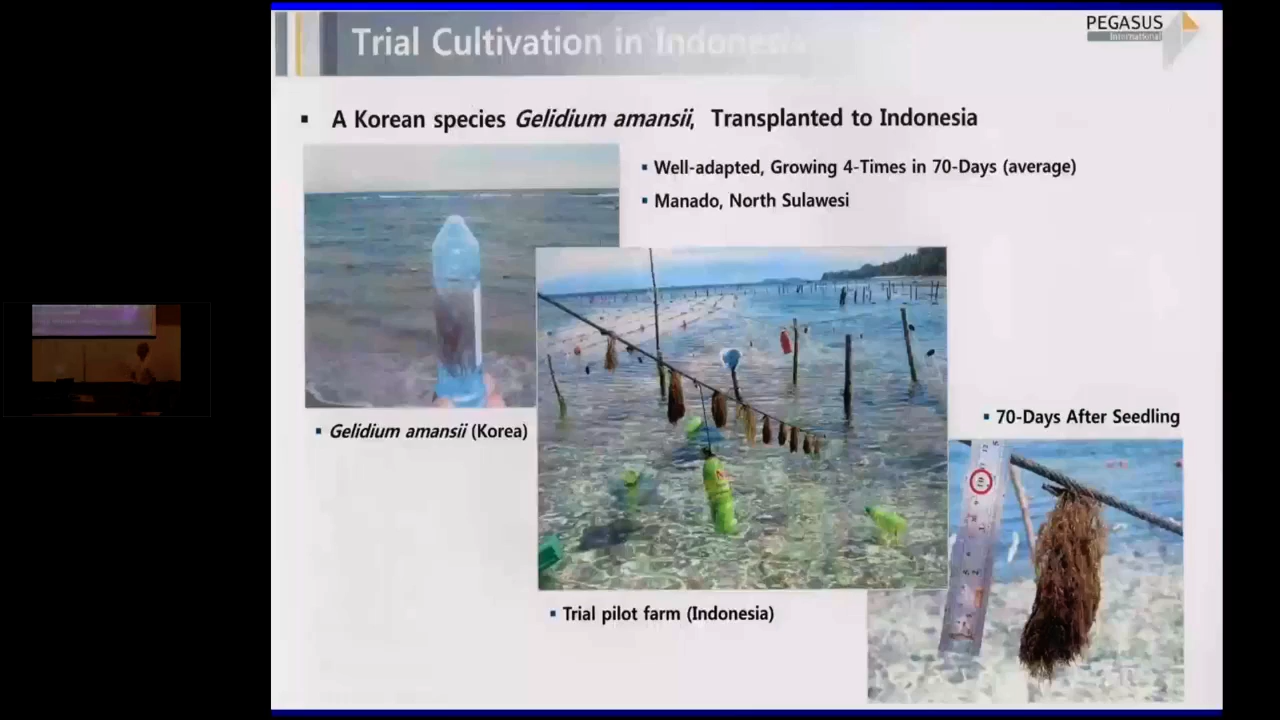 Trial Cultivation in Indonesia
PEGASUS
International
▪ A Korean species Gelidium amansii, Transplanted to Indonesia
▪ Well-adapted, Growing 4-Times in 70-Days (average)
▪ Manado, North Sulawesi
▪ Gelidium amansii (Korea)
▪ 70-Days After Seedling
▪ Trial pilot farm (Indonesia)